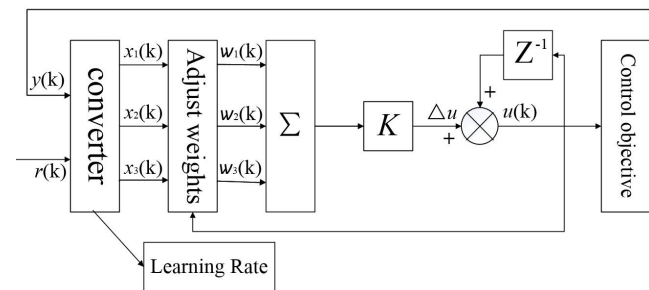 y(k)
r(k)
converter
x₁(k)
x₂(k)
x₃(k)
Adjust weights
w₁(k)
w₂(k)
w₃(k)
Σ
K
△u
+
+
u(k)
Z⁻¹
Control objective
Learning Rate